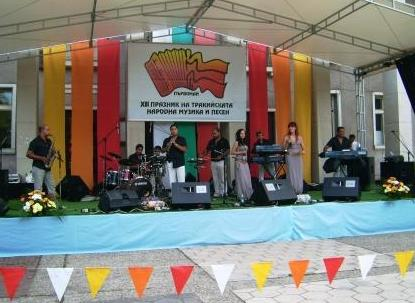 ПЪРВОМАЙ
XIII ПРАЗНИК НА ТРАКИЙСКАТА
НАРОДНА МУЗИКА И ПЕСЕН